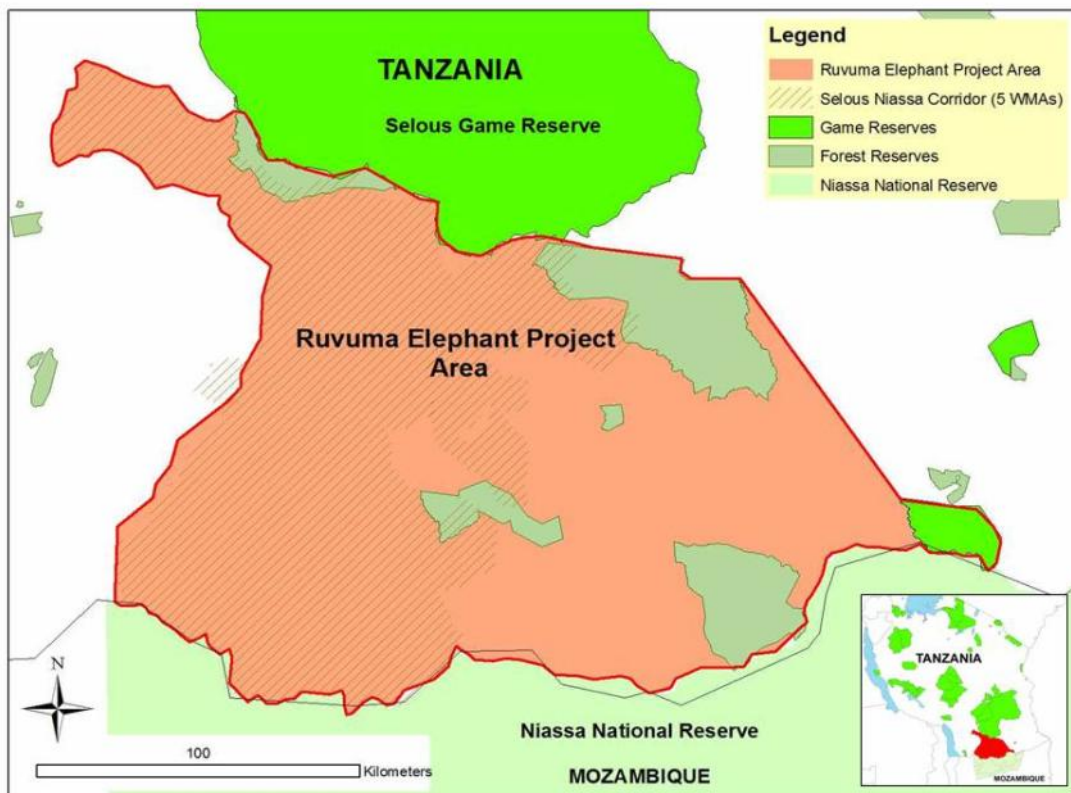 TANZANIA
Selous Game Reserve
Legend
Ruvuma Elephant Project Area
Selous Niassa Corridor (5 WMAs)
Game Reserves
Forest Reserves
Niassa National Reserve
Ruvuma Elephant Project
Area
N
100
Kilometers
Niassa National Reserve
MOZAMBIQUE
TANZANIA
MOZAMBIQUE